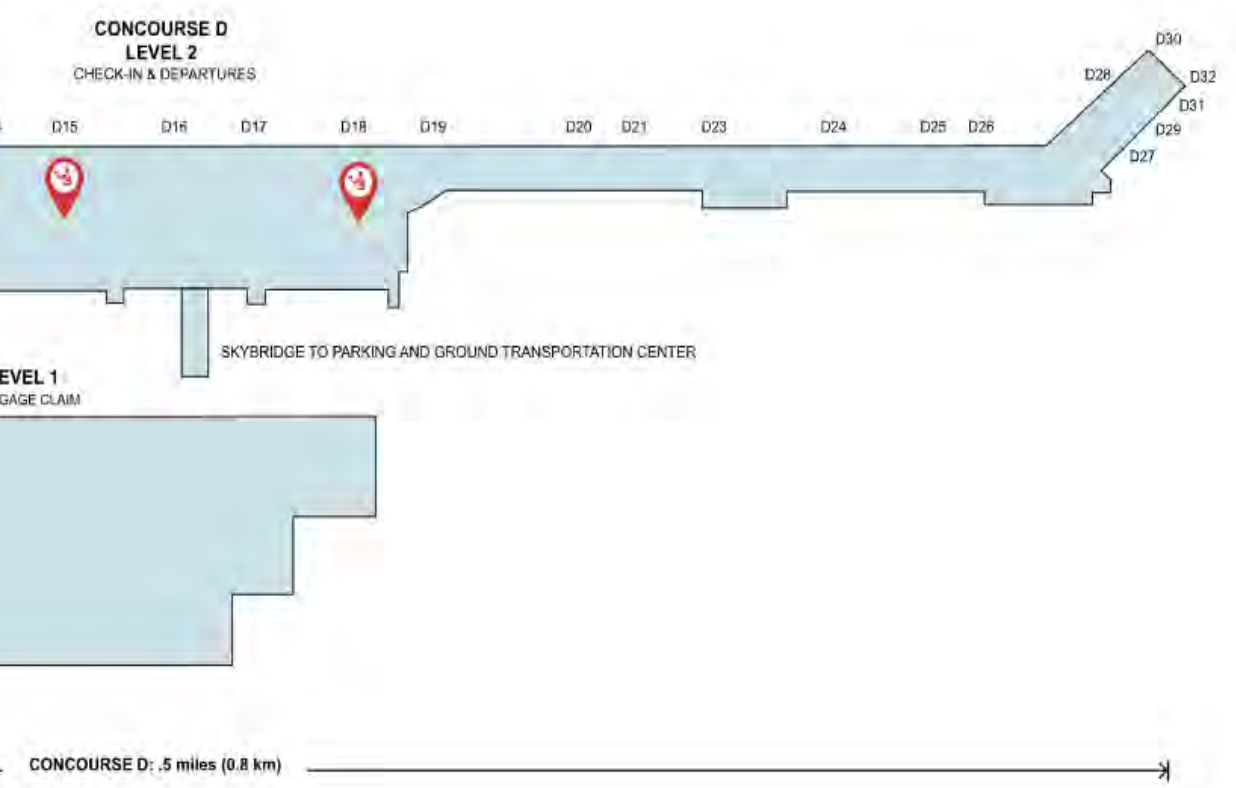 CONCOURSE D
LEVEL 2
CHECK-IN & DEPARTURES
D30
D28
D32
D31
D29
D27
D15 D16 D17 D18 D19 D20 D21 D23 D24 D25 D26
SKYBRIDGE TO PARKING AND GROUND TRANSPORTATION CENTER
EVEL 1
GAGE CLAIM
CONCOURSE D: .5 miles (0.8 km)